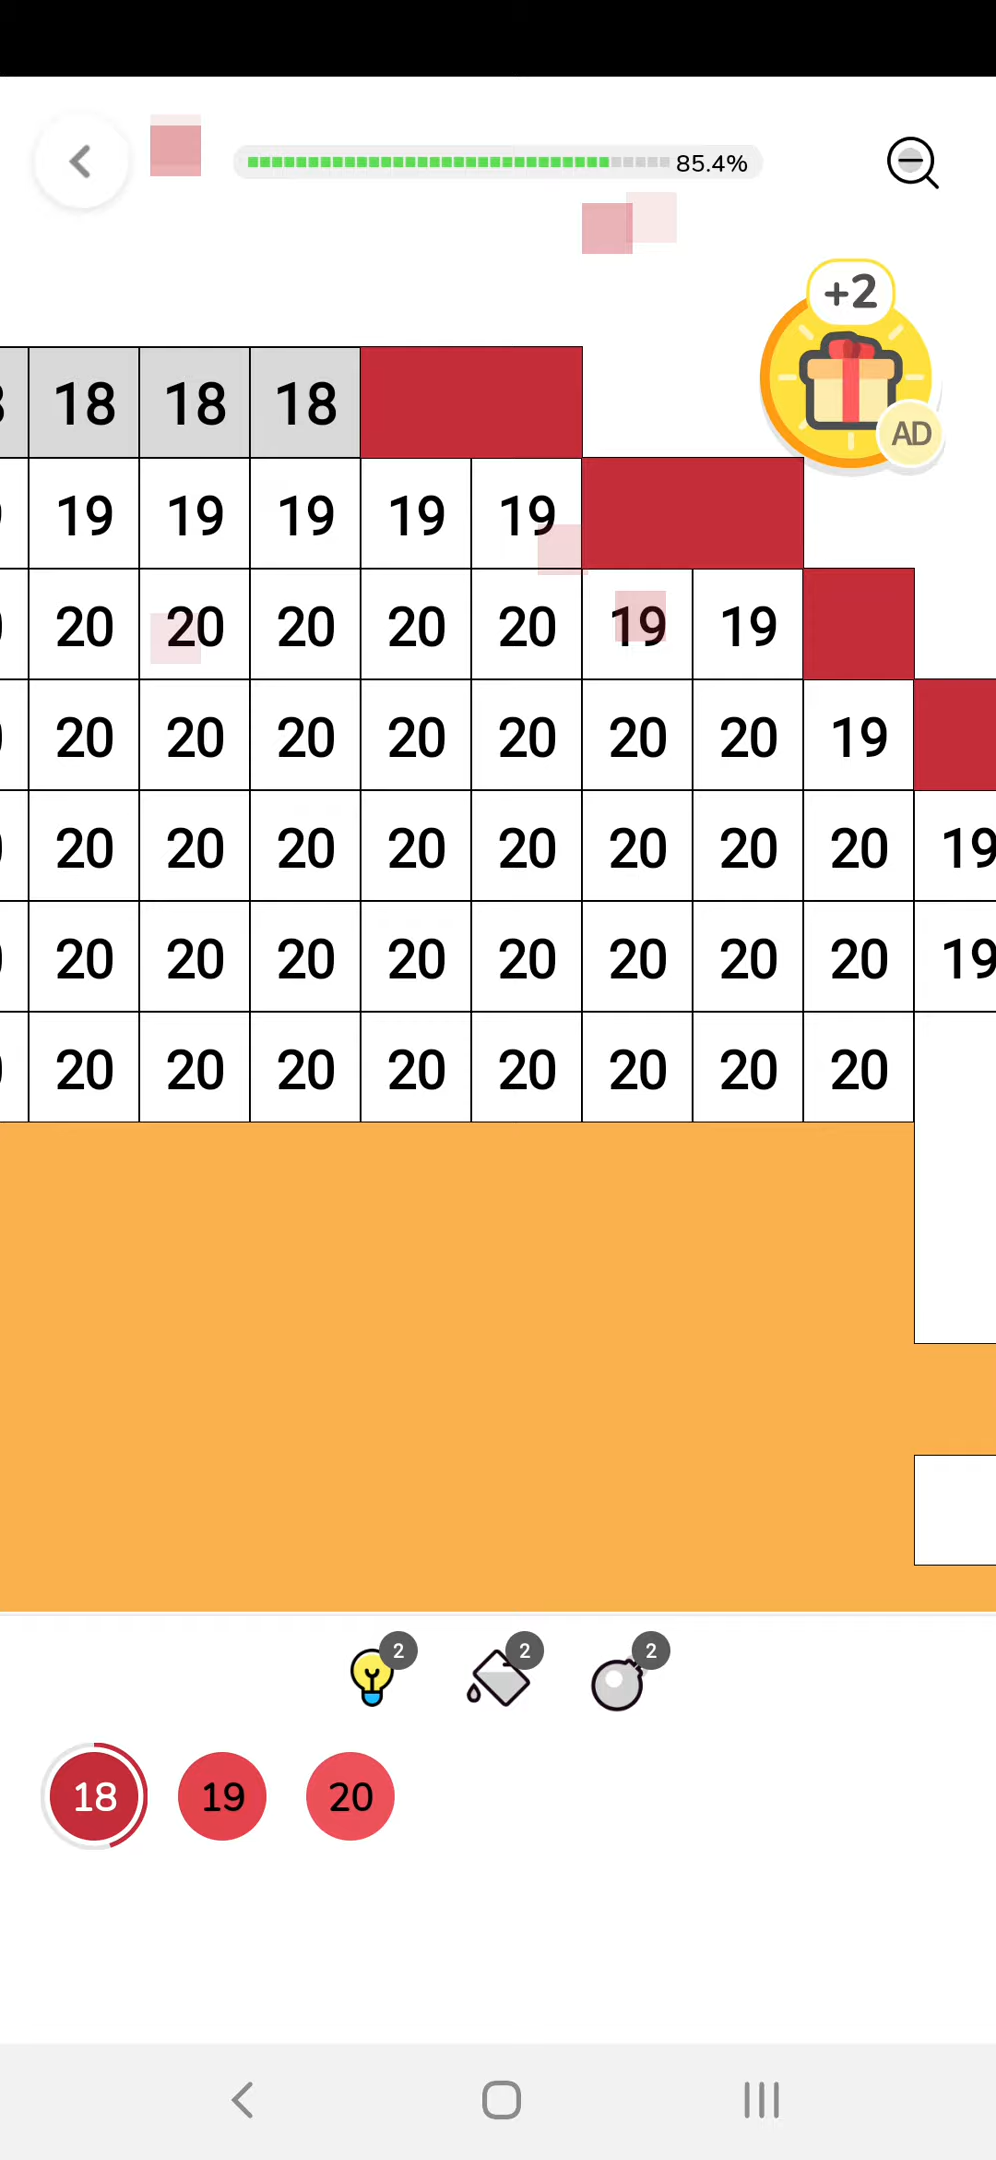 85.4%
+2
AD
18 18 18
19 19 19 19 19
20 20 20 20 20 19 19
20 20 20 20 20 20 20 19
20 20 20 20 20 20 20 20 19
20 20 20 20 20 20 20 20 19
20 20 20 20 20 20 20 20
2 2 2
18 19 20